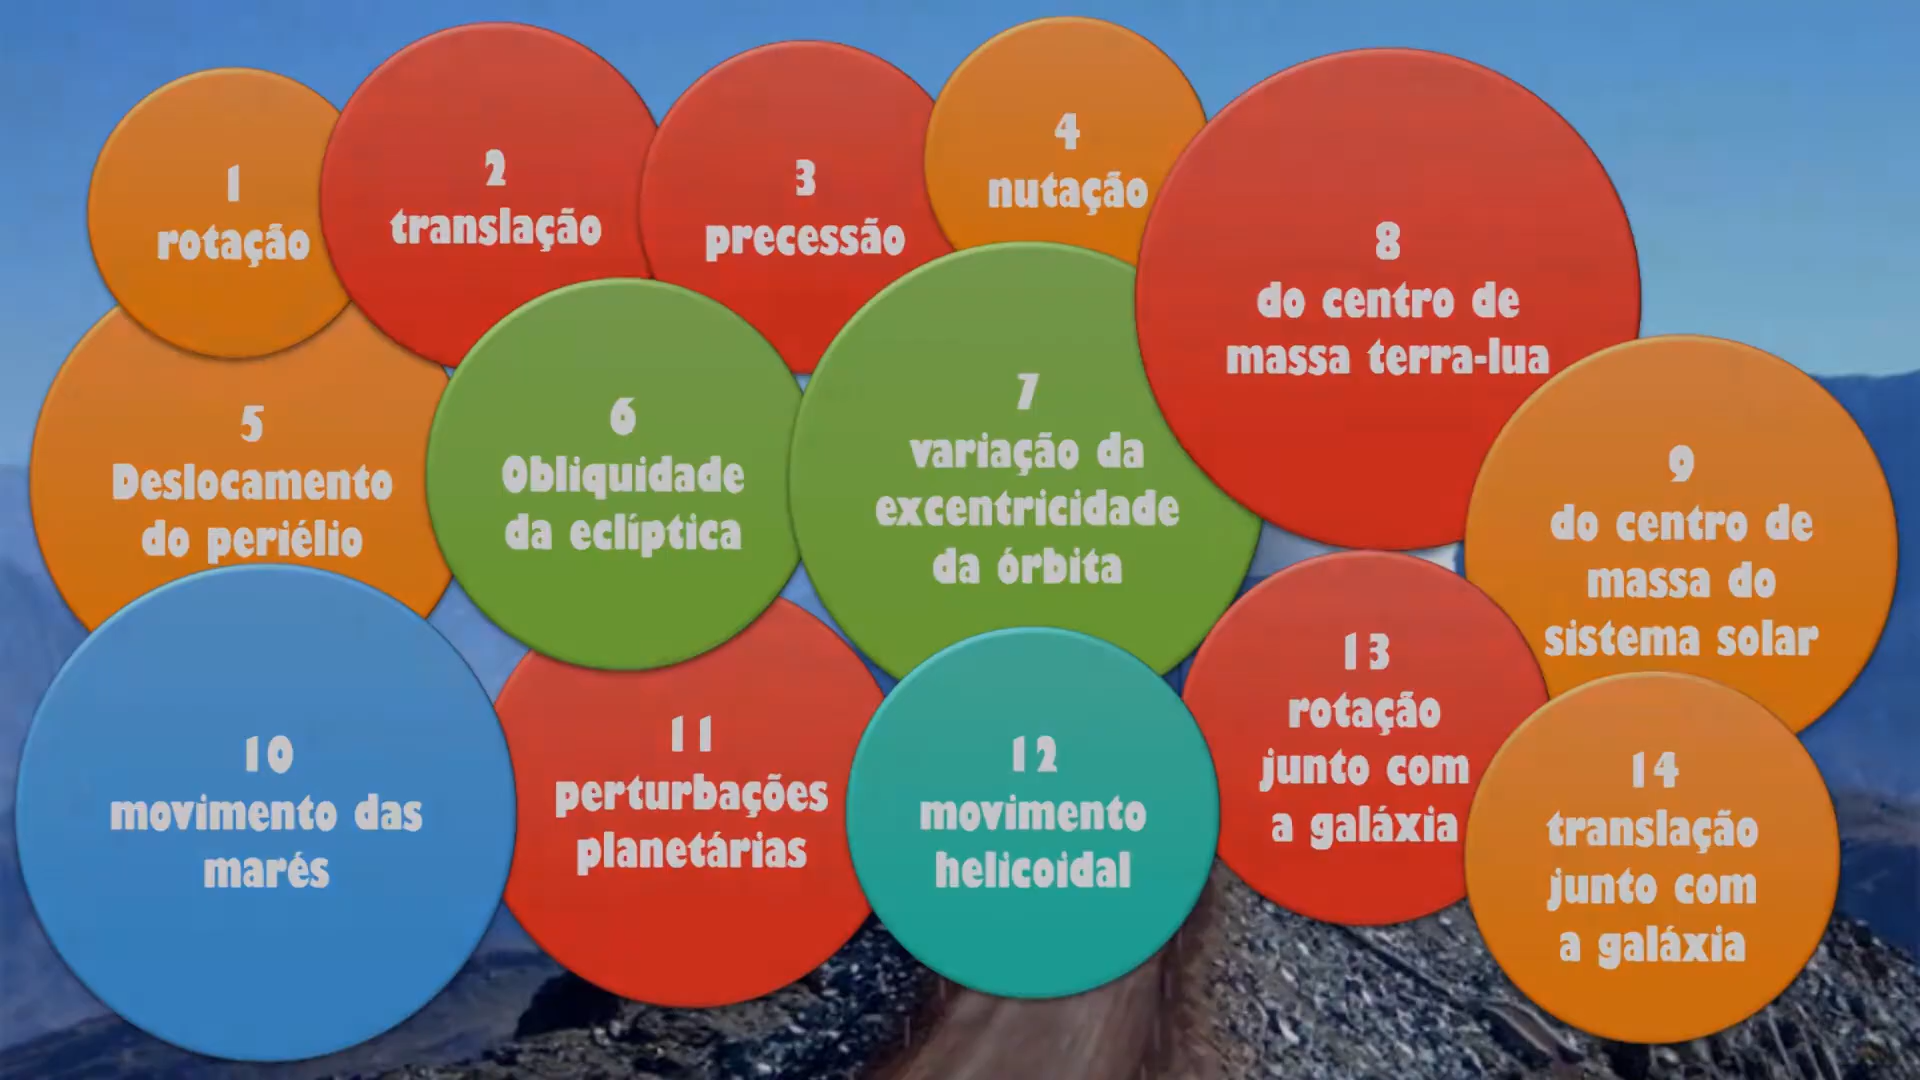 1
rotação
2
translação
3
precessão
4
nutação
5
Deslocamento
do periélio
6
Obliquidade
da eclíptica
7
variação da
excentricidade
da órbita
8
do centro de
massa terra-lua
9
do centro de
massa do
sistema solar
10
movimento das
marés
11
perturbações
planetárias
12
movimento
helicoidal
13
rotação
junto com
a galáxia
14
translação
junto com
a galáxia